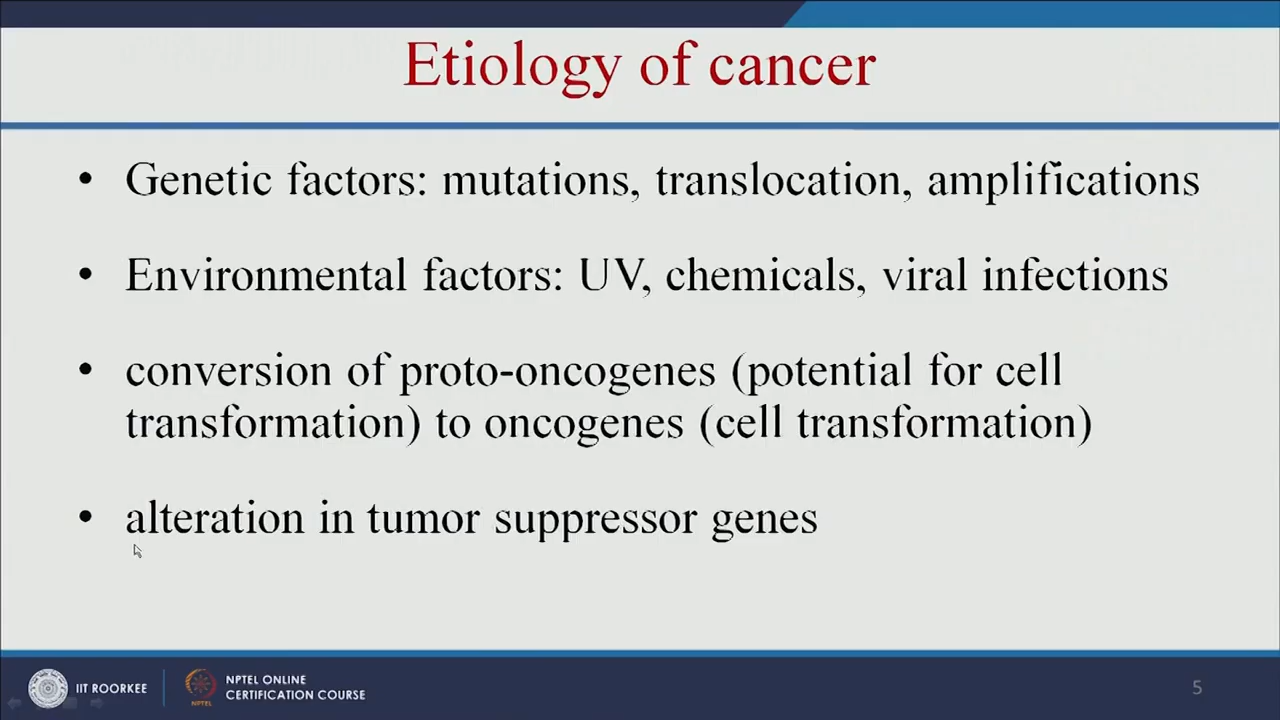 Etiology of cancer
• Genetic factors: mutations, translocation, amplifications
• Environmental factors: UV, chemicals, viral infections
• conversion of proto-oncogenes (potential for cell
transformation) to oncogenes (cell transformation)
• alteration in tumor suppressor genes
IIT ROORKEE
NPTEL
NPTEL ONLINE
CERTIFICATION COURSE
5